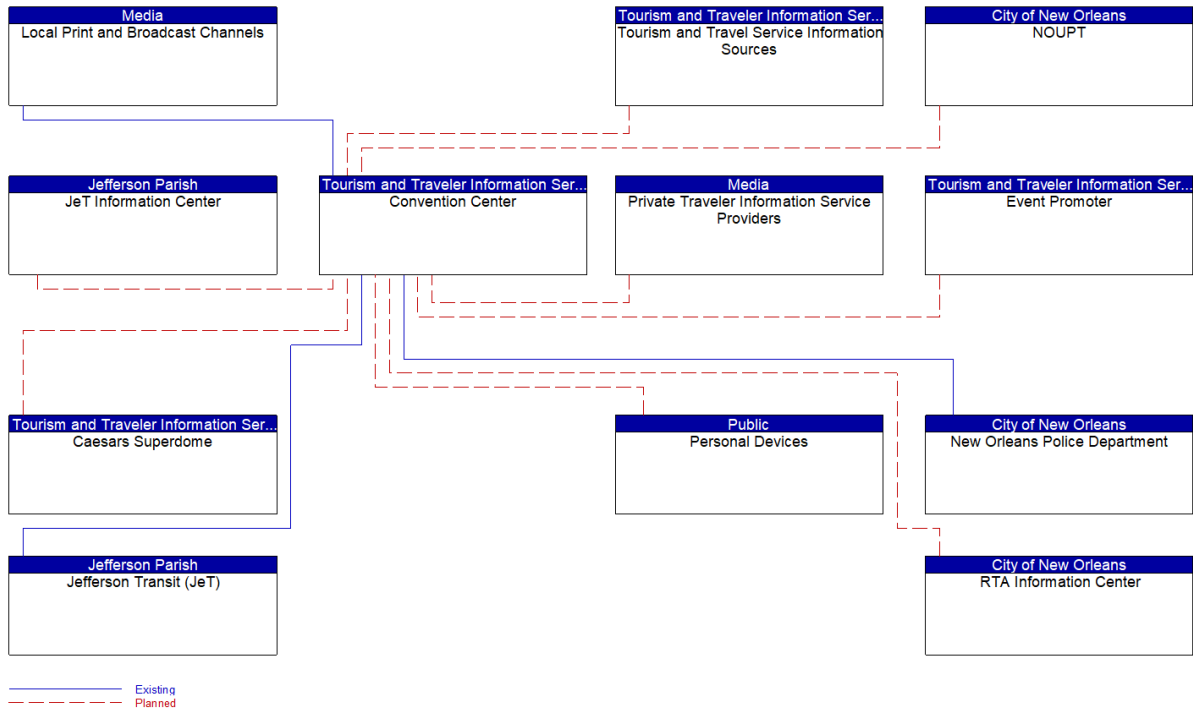 Media
Local Print and Broadcast Channels
Tourism and Traveler Information Ser...
Tourism and Travel Service Information
Sources
City of New Orleans
NOUPT
Jefferson Parish
JeT Information Center
Tourism and Traveler Information Ser...
Convention Center
Media
Private Traveler Information Service
Providers
Tourism and Traveler Information Ser...
Event Promoter
Tourism and Traveler Information Ser...
Caesars Superdome
Public
Personal Devices
City of New Orleans
New Orleans Police Department
Jefferson Parish
Jefferson Transit (JeT)
City of New Orleans
RTA Information Center
Existing
Planned